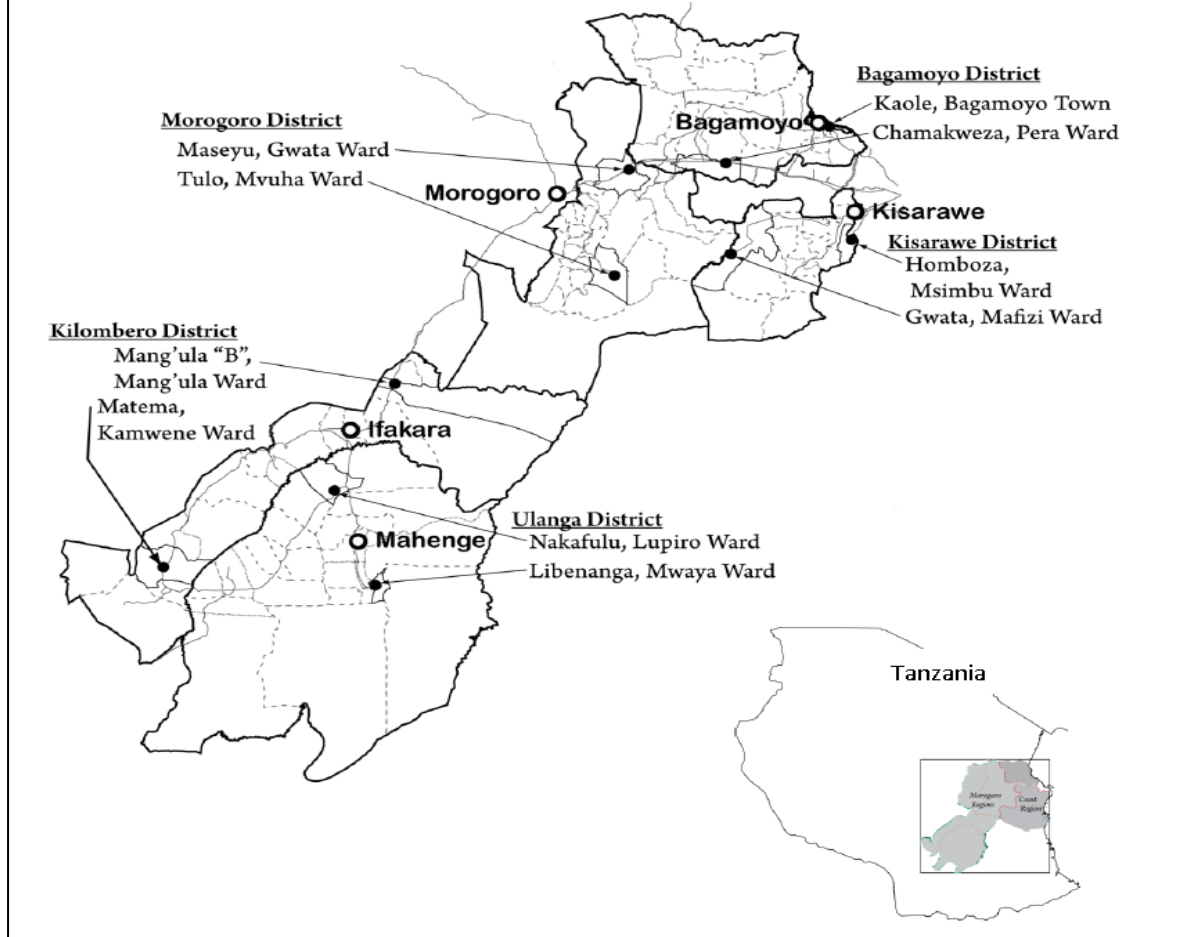 Bagamoyo District
Kaole, Bagamoyo Town
Chamakweza, Pera Ward
Bagamoyo
Morogoro District
Maseyu, Gwata Ward
Tulo, Mvuha Ward
Morogoro
Kisarawe
Kisarawe District
Homboza,
Msimbu Ward
Gwata, Mafizi Ward
Kilombero District
Mang’ula “B”,
Mang’ula Ward
Matema,
Kamwene Ward
Ifakara
Ulanga District
Nakafulu, Lupiro Ward
Mahenge
Libenanga, Mwaya Ward
Tanzania
Morogoro
Region
Coast
Region